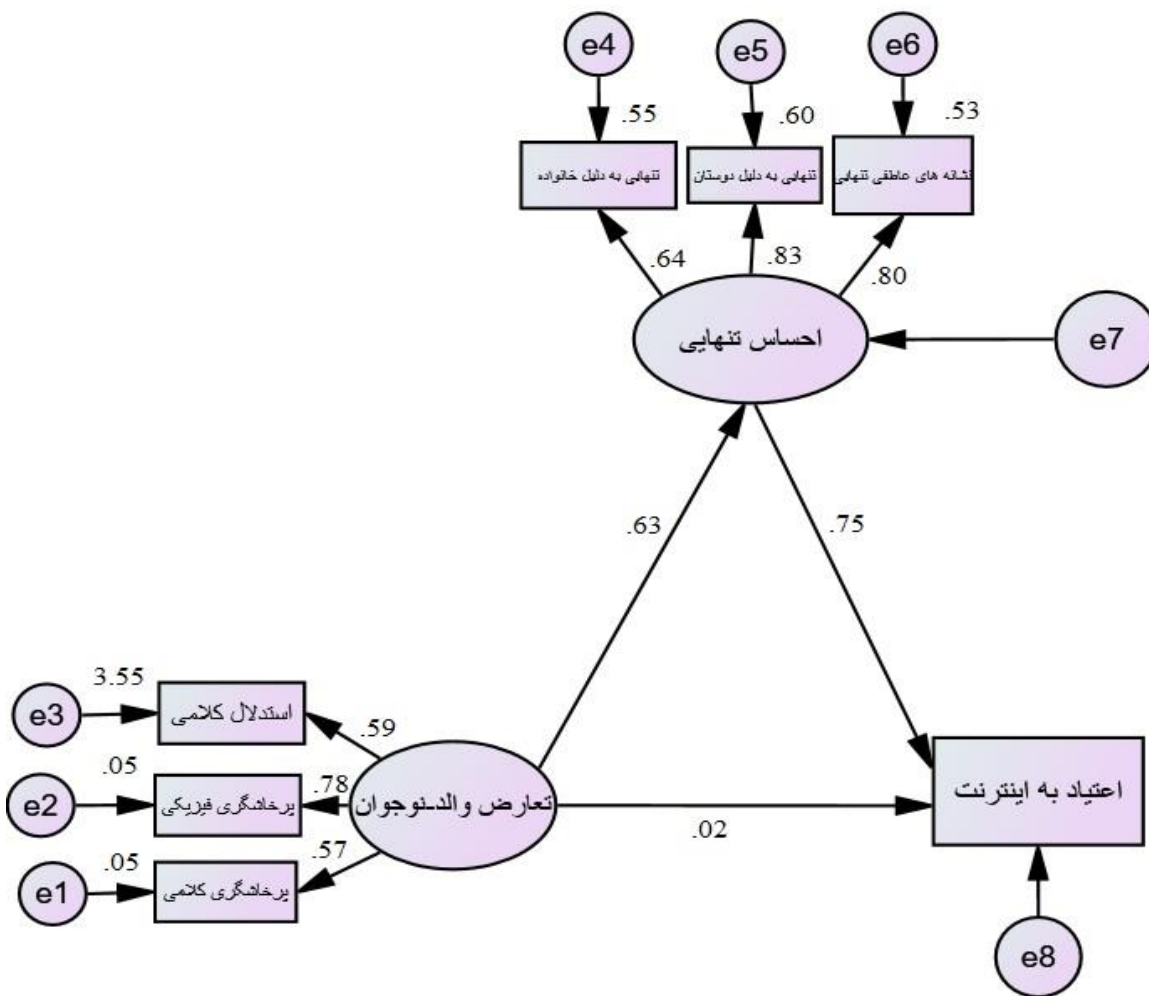 e4
e5
e6
.55
.60
.53
تنهایی به دلیل خانواده
تنهایی به دلیل دوستان
نشانه های عاطفی تنهایی
.64
.83
.80
احساس تنهایی
e7
.63
.75
3.55
e3
استدلال کلامی
.59
.05
e2
پرخاشگری فیزیکی
.78
تعارض والد-نوجوان
.02
اعتیاد به اینترنت
.05
e1
پرخاشگری کلامی
.57
e8